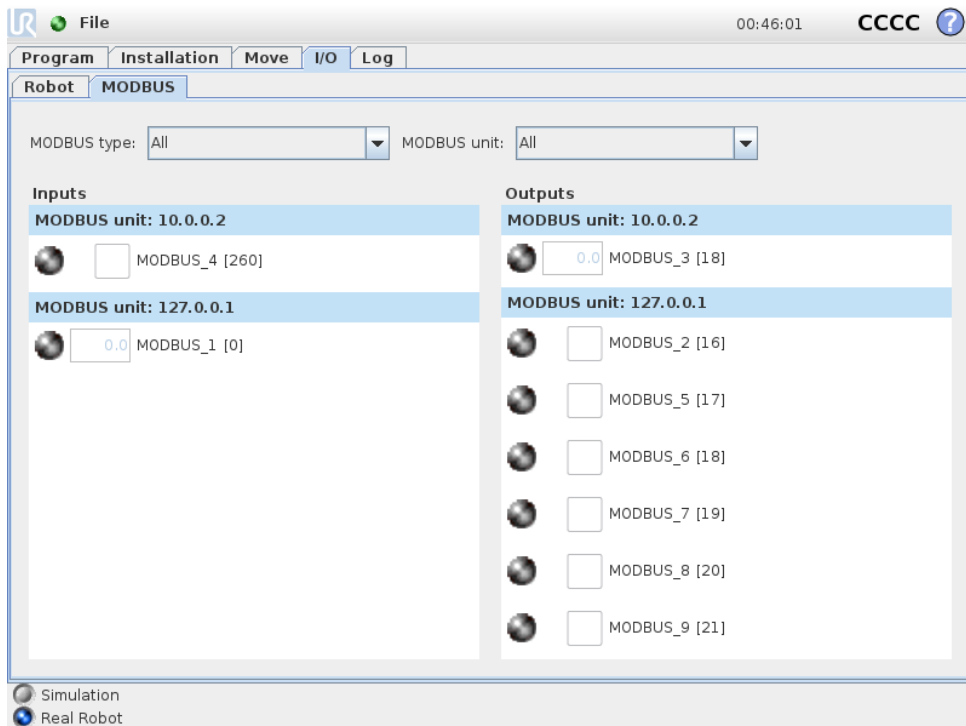 UR File 00:46:01 CCCC ?
Program Installation Move I/O Log
Robot MODBUS
MODBUS type: All MODBUS unit: All
Inputs
MODBUS unit: 10.0.0.2
MODBUS_4 [260]
MODBUS unit: 127.0.0.1
0.0 MODBUS_1 [0]
Outputs
MODBUS unit: 10.0.0.2
0.0 MODBUS_3 [18]
MODBUS unit: 127.0.0.1
MODBUS_2 [16]
MODBUS_5 [17]
MODBUS_6 [18]
MODBUS_7 [19]
MODBUS_8 [20]
MODBUS_9 [21]
Simulation
Real Robot